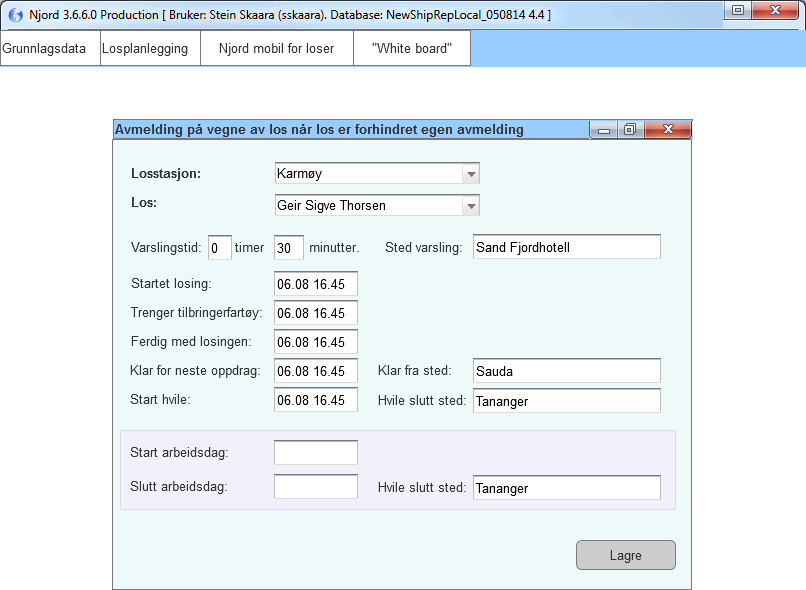 Njord 3.6.6.0 Production [ Bruker: Stein Skaara (sskaara). Database: NewShipRepLocal_050814 4.4 ]
Grunnlagsdata Losplanlegging Njord mobil for loser "White board"
Avmelding på vegne av los når los er forhindret egen avmelding
Losstasjon: Karmøy
Los: Geir Sigve Thorsen
Varslingstid: 0 timer 30 minutter. Sted varsling: Sand Fjordhotell
Startet losing: 06.08 16.45
Trenger tilbringerfartøy: 06.08 16.45
Ferdig med losingen: 06.08 16.45
Klar for neste oppdrag: 06.08 16.45 Klar fra sted: Sauda
Start hvile: 06.08 16.45 Hvile slutt sted: Tananger
Start arbeidsdag:
Slutt arbeidsdag: Hvile slutt sted: Tananger
Lagre